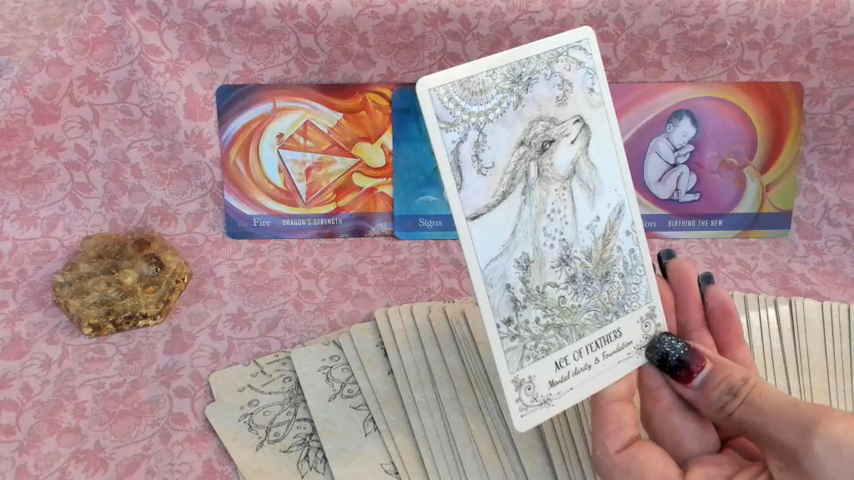 Fire DRAGON'S STRENGTH
Signs
BIRTHING THE NEW
ACE OF FEATHERS
Mental clarity & Foundation